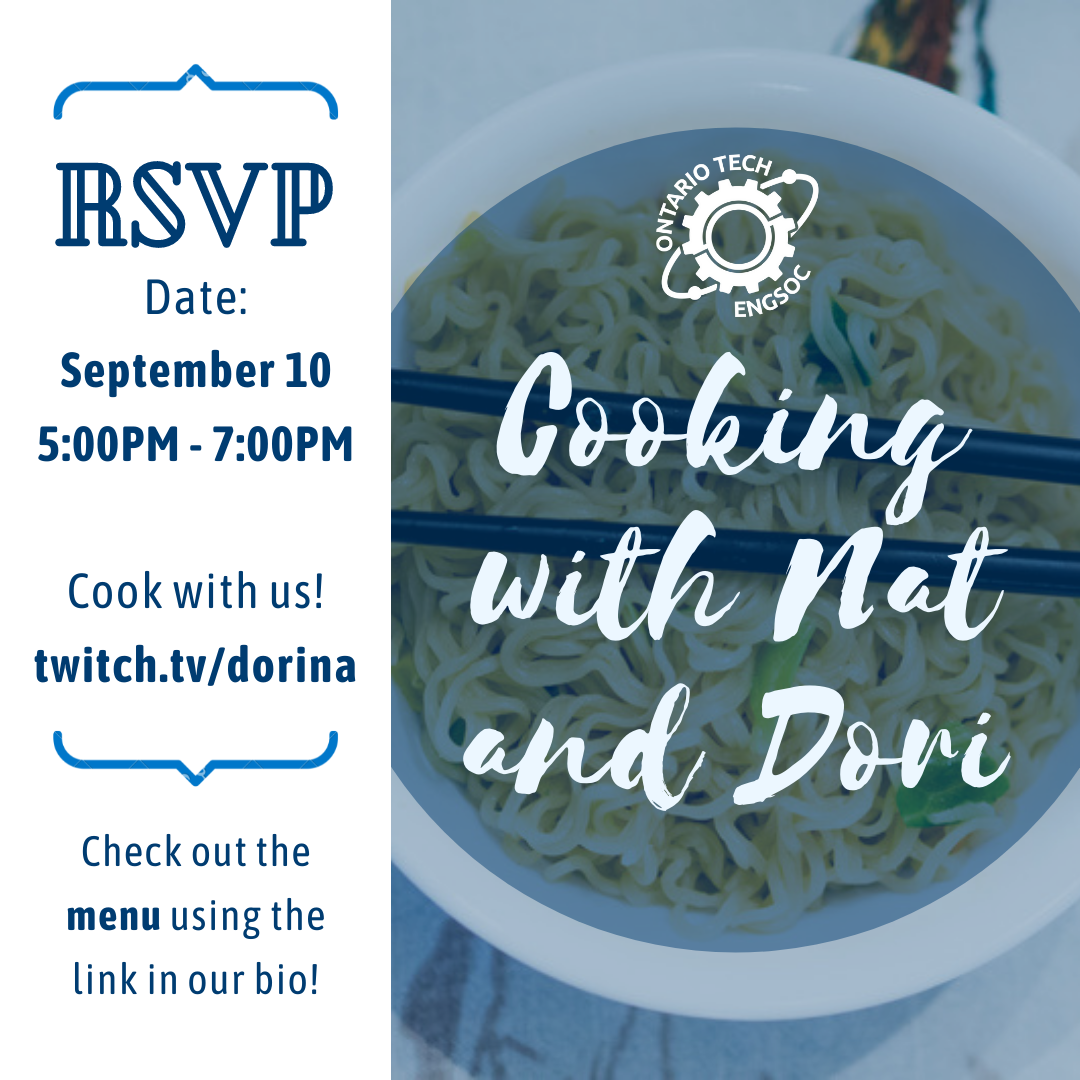 RSVP
Date:
September 10
5:00PM - 7:00PM
Cook with us!
twitch.tv/dorina
Check out the
menu using the
link in our bio!
ONTARIO TECH
ENGSOC
Cooking
with Nat
and Dori